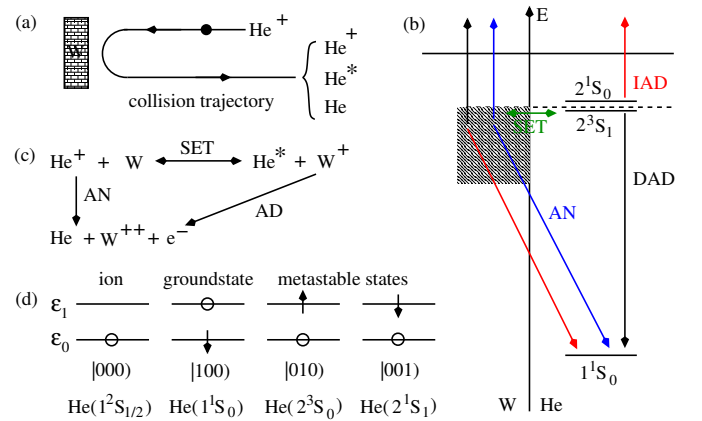 (a)
W
He⁺
He⁺
He*
He
collision trajectory
(b)
E
2¹S₀
IAD
SET
2³S₁
DAD
AN
1¹S₀
W He
(c)
He⁺ + W SET He* + W⁺
AN
AD
He + W⁺⁺ + e⁻
(d)
ion groundstate metastable states
ε₁
ε₀
|000) |100) |010) |001)
He(1²S₁/₂) He(1¹S₀) He(2³S₀) He(2¹S₁)